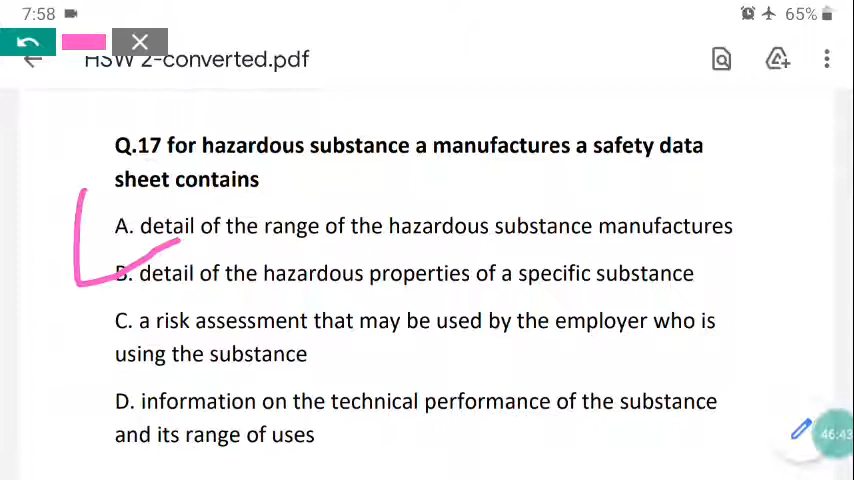 7:58
65%
HSW 2-converted.pdf
Q.17 for hazardous substance a manufactures a safety data
sheet contains
A. detail of the range of the hazardous substance manufactures
B. detail of the hazardous properties of a specific substance
C. a risk assessment that may be used by the employer who is
using the substance
D. information on the technical performance of the substance
and its range of uses
46:43